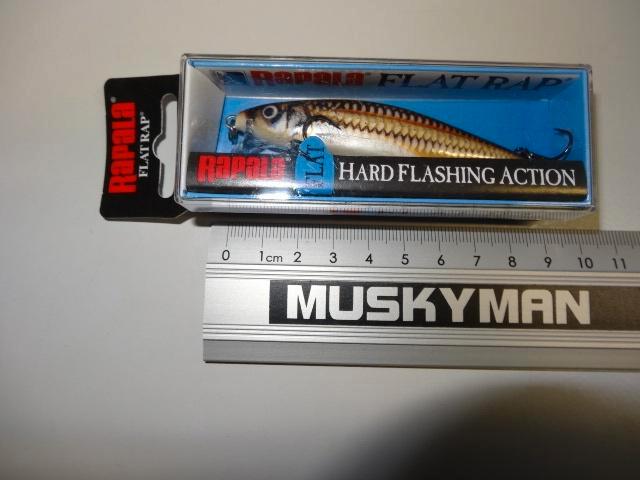 Rapala FLAT RAP
Rapala
FLAT RAP
Rapala
FLAT
HARD FLASHING ACTION
0 1cm 2 3 4 5 6 7 8 9 10 11
MUSKYMAN